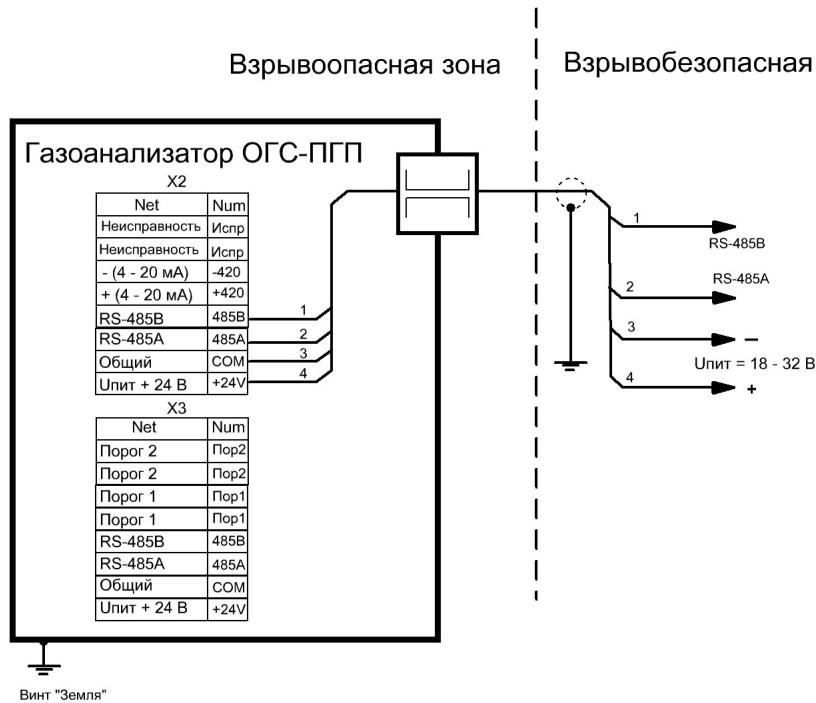 Взрывоопасная зона
Взрывобезопасная
Газоанализатор ОГС-ПГП
X2
Net Num
Неисправность Испр
Неисправность Испр
- (4 - 20 мА) -420
+ (4 - 20 мА) +420
RS-485B 485B 1
RS-485A 485A 2
Общий COM 3
Uпит + 24 В +24V 4
X3
Net Num
Порог 2 Пор2
Порог 2 Пор2
Порог 1 Пор1
Порог 1 Пор1
RS-485B 485B
RS-485A 485A
Общий COM
Uпит + 24 В +24V
1
RS-485B
RS-485A
2
3 –
Uпит = 18 - 32 В
4 +
Винт "Земля"